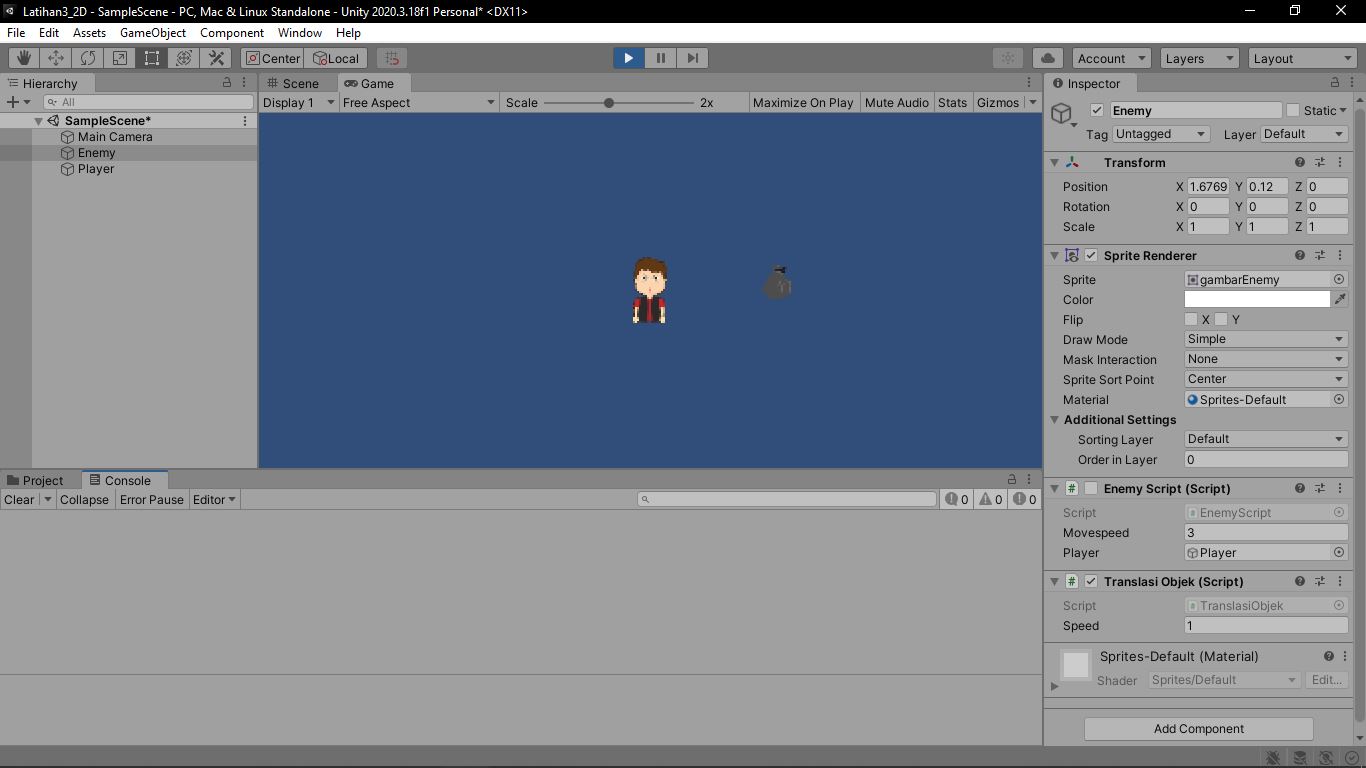 Latihan3_2D - SampleScene - PC, Mac & Linux Standalone - Unity 2020.3.18f1 Personal* <DX11>
File Edit Assets GameObject Component Window Help
Center Local Account Layers Layout
Hierarchy
All
SampleScene*
Main Camera
Enemy
Player
Scene Game
Display 1 Free Aspect Scale 2x Maximize On Play Mute Audio Stats Gizmos
Project Console
Clear Collapse Error Pause Editor 0 0 0
Inspector
Enemy Static
Tag Untagged Layer Default
Transform
Position X 1.6769 Y 0.12 Z 0
Rotation X 0 Y 0 Z 0
Scale X 1 Y 1 Z 1
Sprite Renderer
Sprite gambarEnemy
Color
Flip X Y
Draw Mode Simple
Mask Interaction None
Sprite Sort Point Center
Material Sprites-Default
Additional Settings
Sorting Layer Default
Order in Layer 0
# Enemy Script (Script)
Script EnemyScript
Movespeed 3
Player Player
# Translasi Objek (Script)
Script TranslasiObjek
Speed 1
Sprites-Default (Material)
Shader Sprites/Default Edit...
Add Component